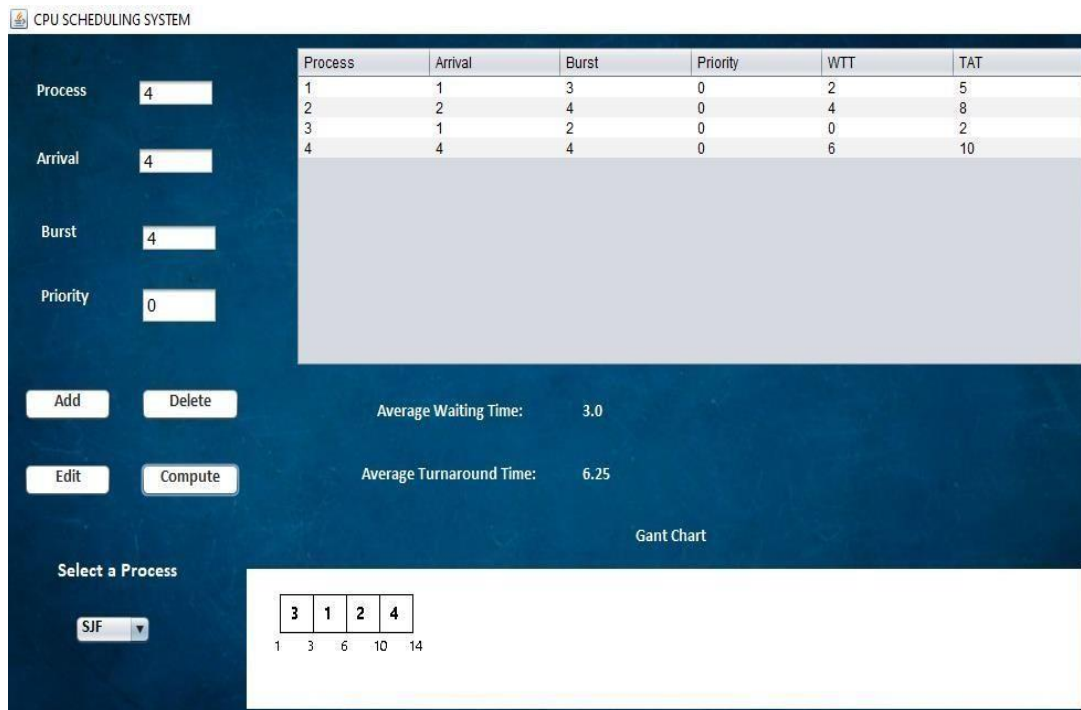 CPU SCHEDULING SYSTEM
Process 4
Arrival 4
Burst 4
Priority 0
Process Arrival Burst Priority WTT TAT
1 1 3 0 2 5
2 2 4 0 4 8
3 1 2 0 0 2
4 4 4 0 6 10
Add Delete
Edit Compute
Average Waiting Time: 3.0
Average Turnaround Time: 6.25
Gant Chart
Select a Process
SJF
3 1 2 4
1 3 6 10 14